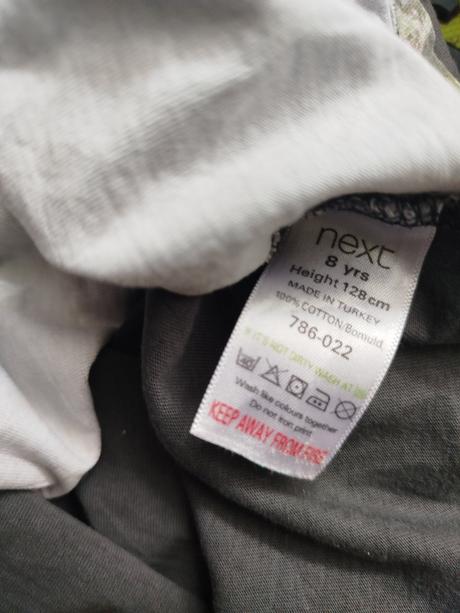 next
8 yrs
Height 128cm
MADE IN TURKEY
100% COTTON/Bomuld
786-022
IF IT'S NOT DIRTY WASH AT
Wash like colours together
Do not iron print
KEEP AWAY FROM FIRE